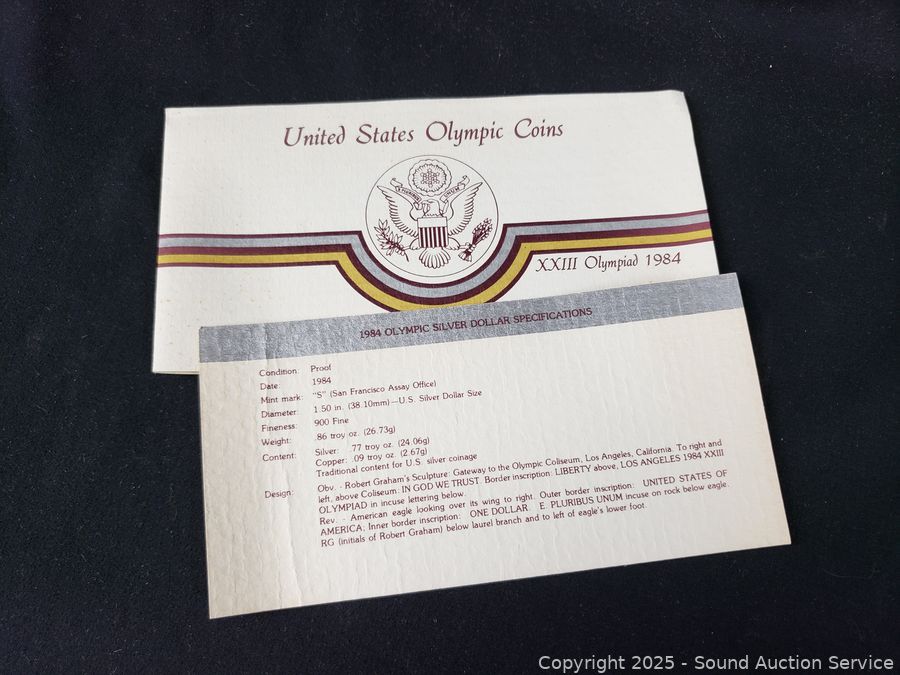 United States Olympic Coins
XXIII Olympiad 1984
1984 OLYMPIC SILVER DOLLAR SPECIFICATIONS
Condition: Proof
Date: 1984
Mint mark: "S" (San Francisco Assay Office)
Diameter: 1.50 in. (38.10mm)—U.S. Silver Dollar Size
Fineness: 900 Fine
Weight: .86 troy oz. (26.73g)
Content: Silver: .77 troy oz. (24.06g)
Copper: .09 troy oz. (2.67g)
Traditional content for U.S. silver coinage
Design: Obv. - Robert Graham's Sculpture: Gateway to the Olympic Coliseum, Los Angeles, California. To right and
left, above Coliseum: IN GOD WE TRUST. Border inscription: LIBERTY above, LOS ANGELES 1984 XXIII
OLYMPIAD in incuse lettering below.
Rev. - American eagle looking over its wing to right. Outer border inscription: UNITED STATES OF
AMERICA; Inner border inscription: ONE DOLLAR. E. PLURIBUS UNUM incuse on rock below eagle.
RG (initials of Robert Graham) below laurel branch and to left of eagle's lower foot.
Copyright © 2025 - Sound Auction Service